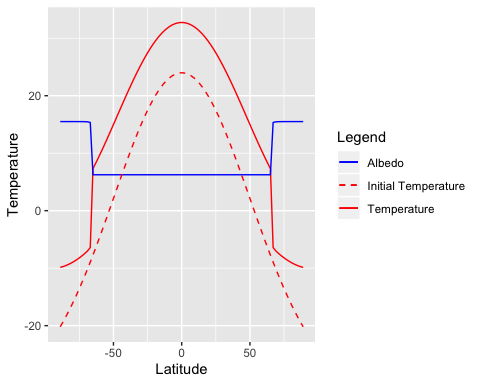 Temperature
20
0
-20
-50
0
50
Latitude
Legend
Albedo
Initial Temperature
Temperature